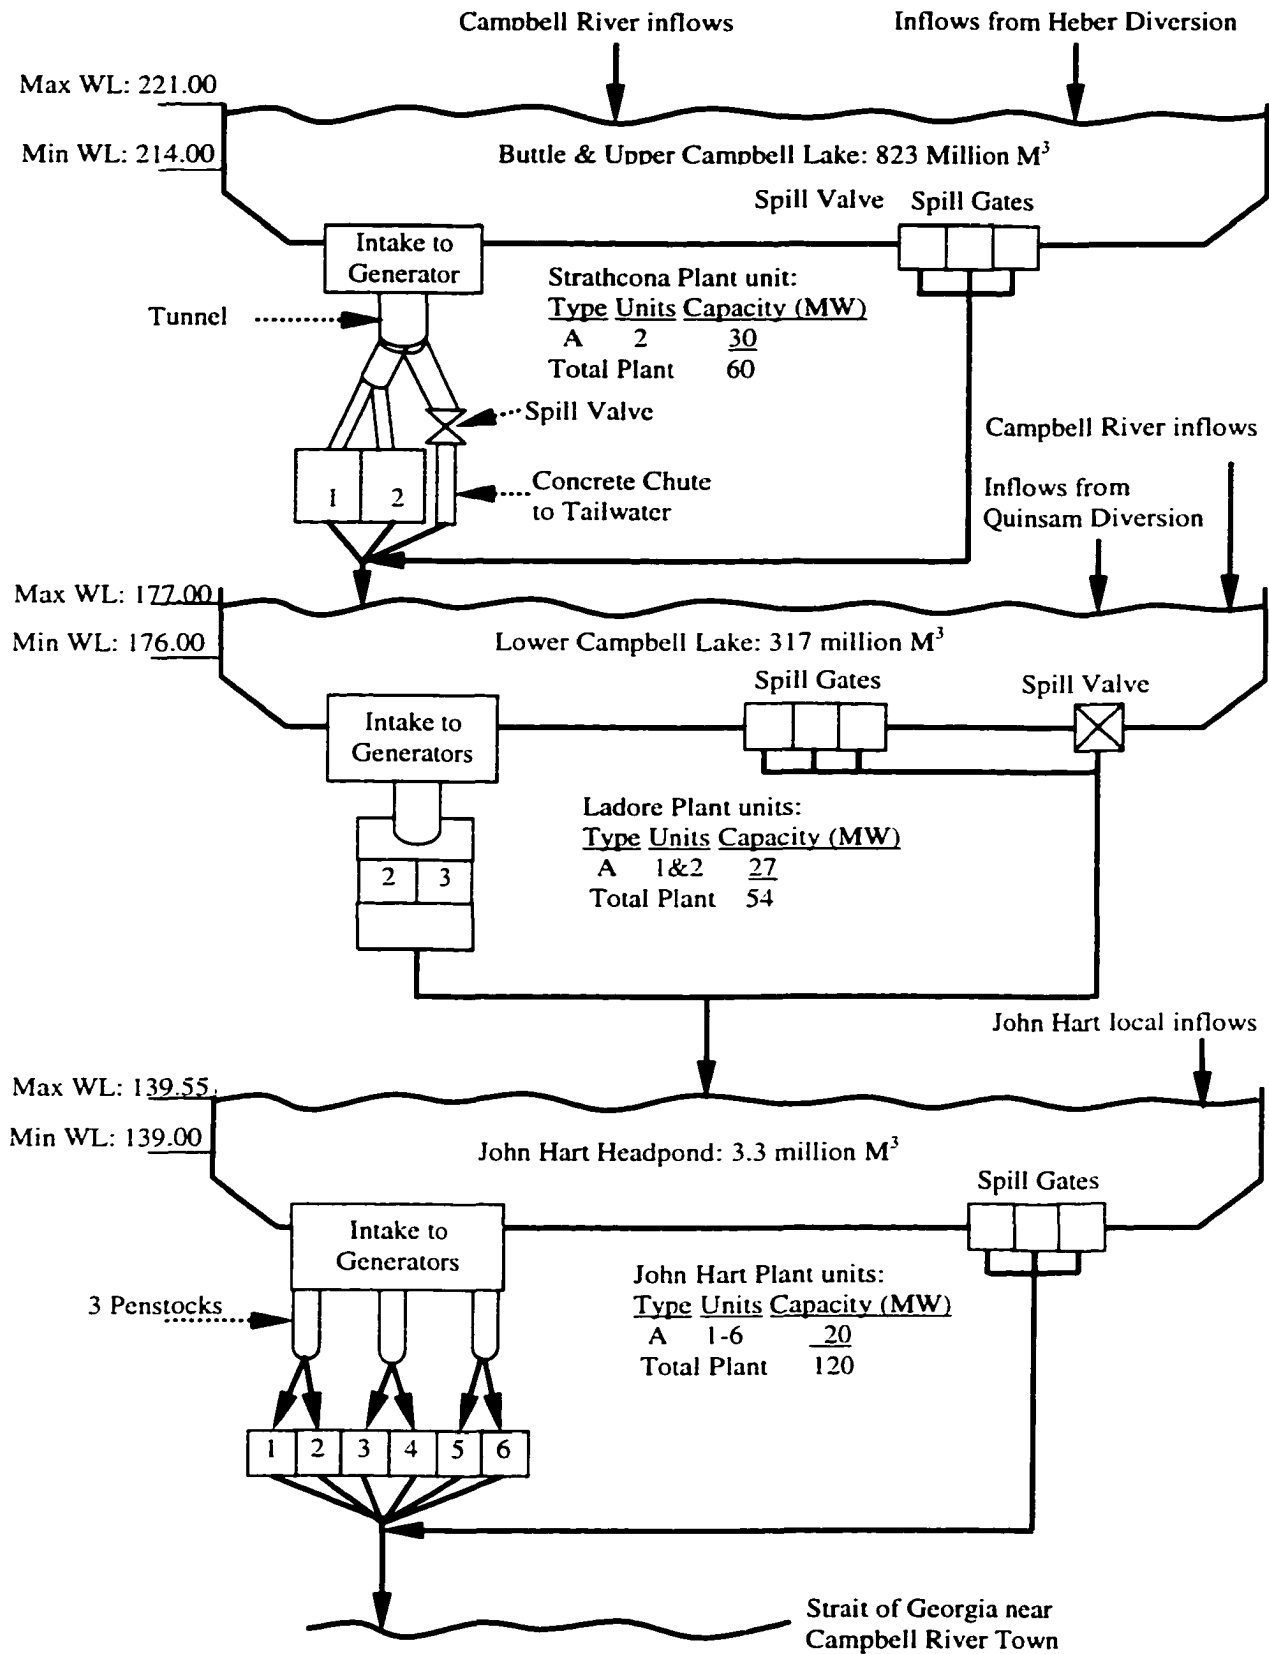 Campbell River inflows
Inflows from Heber Diversion
Max WL: 221.00
Min WL: 214.00
Buttle & Upper Campbell Lake: 823 Million M³
Spill Valve
Spill Gates
Intake to
Generator
Strathcona Plant unit:
Type Units Capacity (MW)
A 2 30
Total Plant 60
Tunnel
Spill Valve
Campbell River inflows
1
2
Concrete Chute
to Tailwater
Inflows from
Quinsam Diversion
Max WL: 177.00
Min WL: 176.00
Lower Campbell Lake: 317 million M³
Spill Gates
Spill Valve
Intake to
Generators
Ladore Plant units:
Type Units Capacity (MW)
A 1&2 27
Total Plant 54
2
3
John Hart local inflows
Max WL: 139.55
Min WL: 139.00
John Hart Headpond: 3.3 million M³
Spill Gates
Intake to
Generators
John Hart Plant units:
Type Units Capacity (MW)
A 1-6 20
Total Plant 120
3 Penstocks
1 2 3 4 5 6
Strait of Georgia near
Campbell River Town